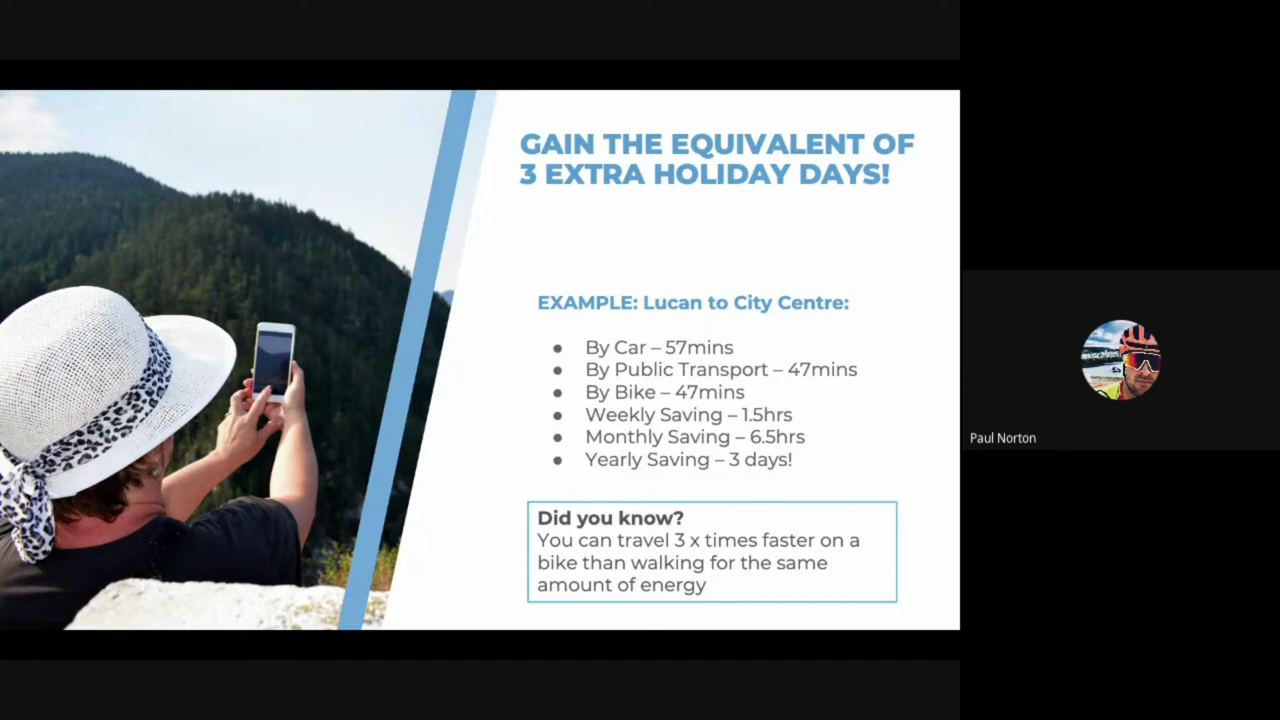 GAIN THE EQUIVALENT OF
3 EXTRA HOLIDAY DAYS!
EXAMPLE: Lucan to City Centre:
● By Car – 57mins
● By Public Transport – 47mins
● By Bike – 47mins
● Weekly Saving – 1.5hrs
● Monthly Saving – 6.5hrs
● Yearly Saving – 3 days!
Did you know?
You can travel 3 x times faster on a
bike than walking for the same
amount of energy
Paul Norton